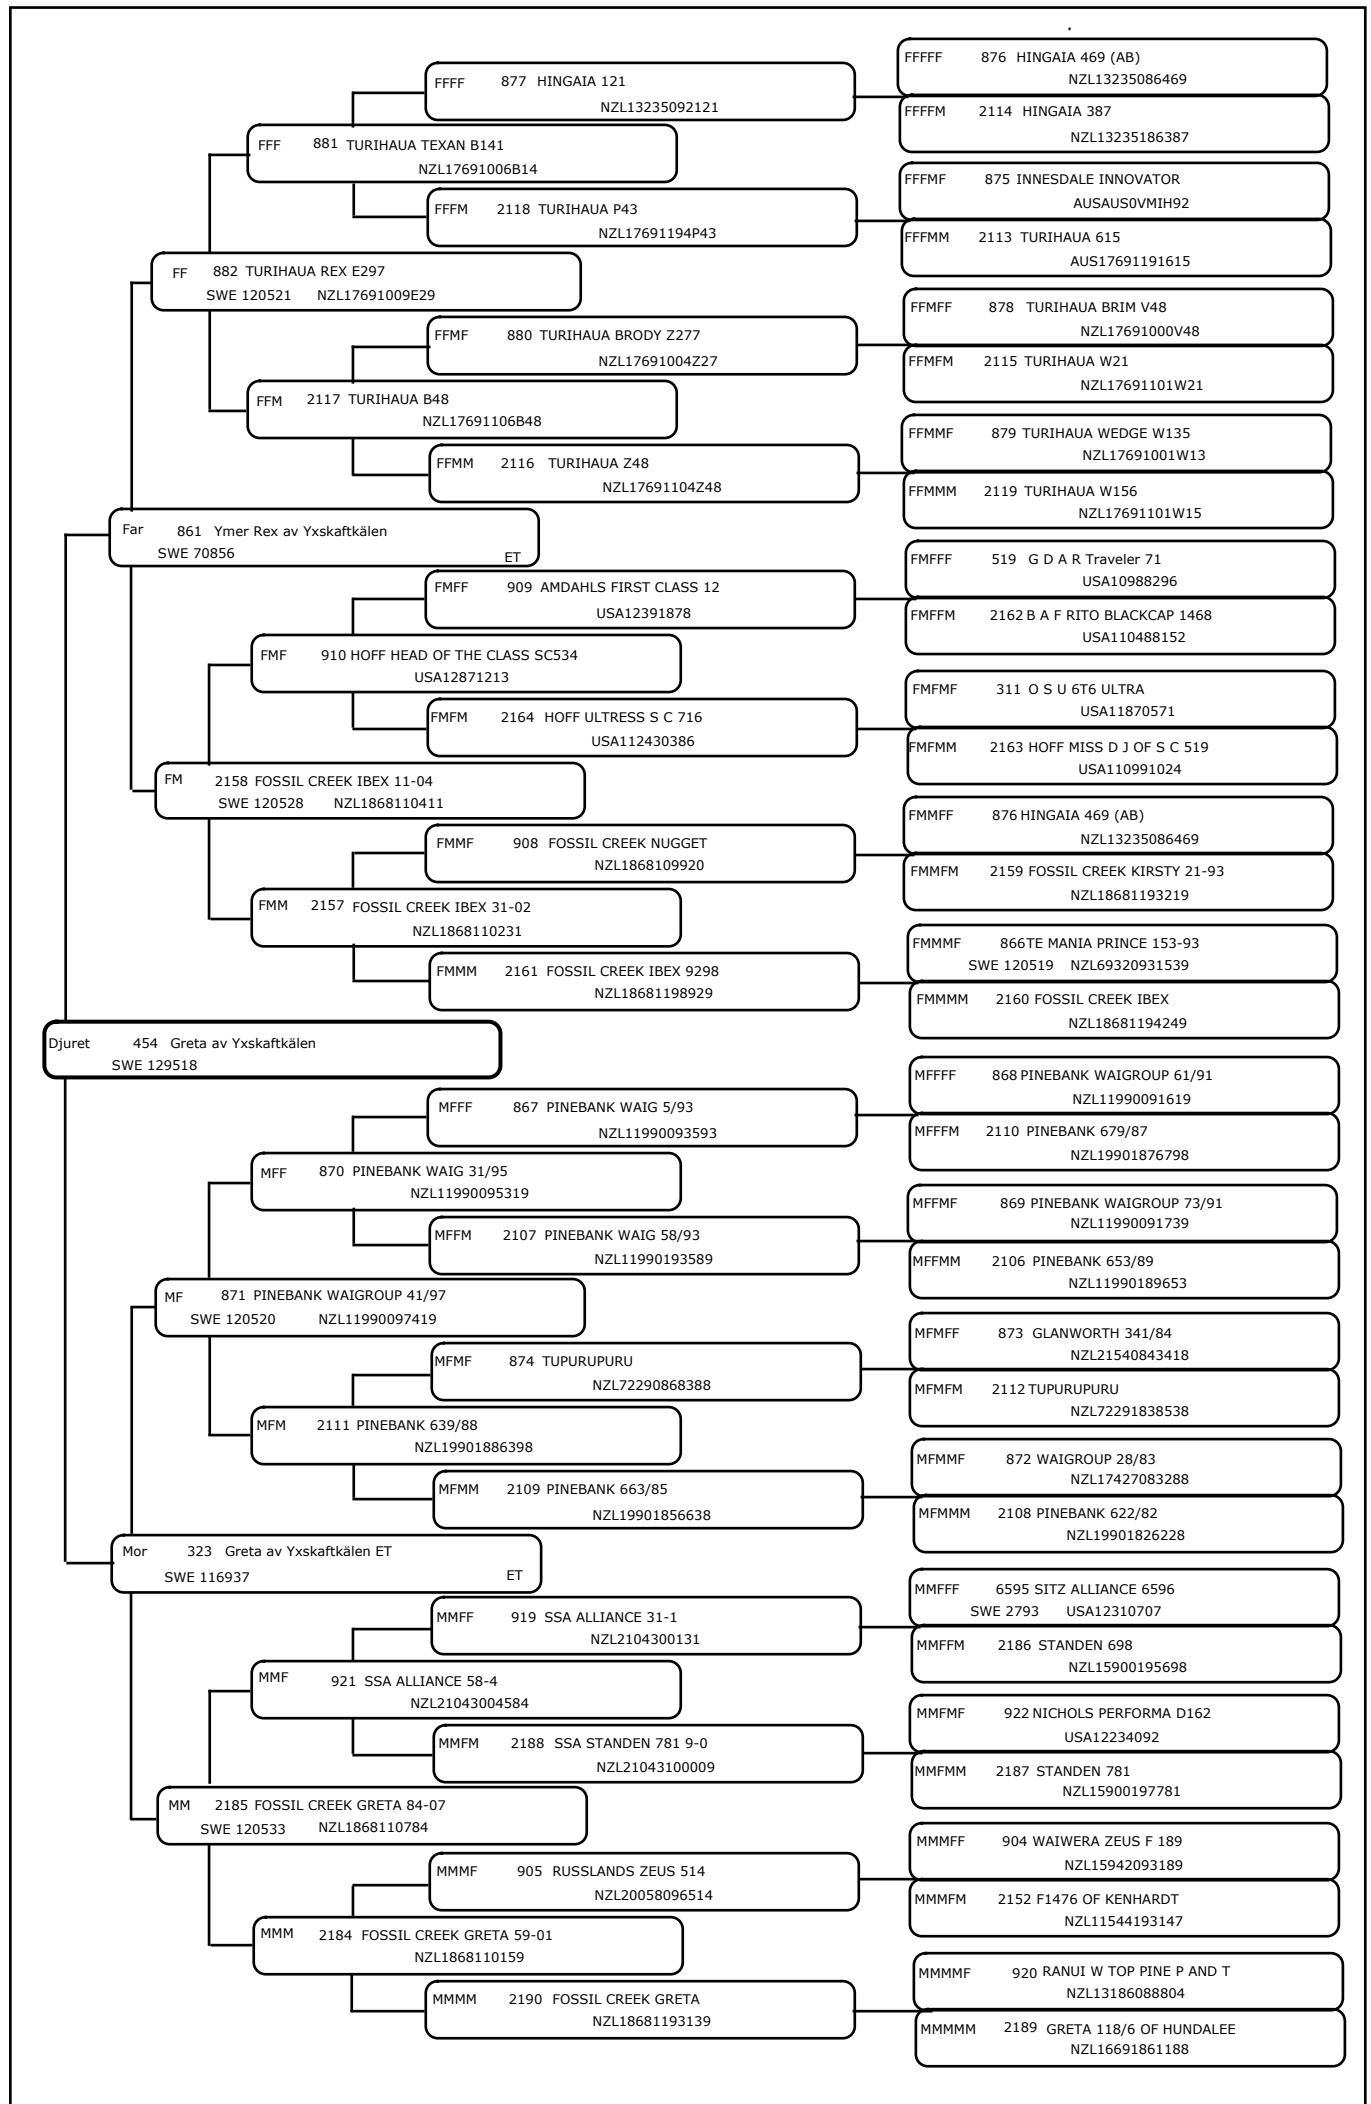 FFFFF 876 HINGAIA 469 (AB)
NZL13235086469
FFFF 877 HINGAIA 121
NZL13235092121
FFFFM 2114 HINGAIA 387
NZL13235186387
FFF 881 TURIHAUA TEXAN B141
NZL17691006B14
FFFMF 875 INNESDALE INNOVATOR
AUSAUS0VMIH92
FFFM 2118 TURIHAUA P43
NZL17691194P43
FFFMM 2113 TURIHAUA 615
AUS17691191615
FF 882 TURIHAUA REX E297
SWE 120521 NZL17691009E29
FFMFF 878 TURIHAUA BRIM V48
NZL17691000V48
FFMF 880 TURIHAUA BRODY Z277
NZL17691004Z27
FFMFM 2115 TURIHAUA W21
NZL17691101W21
FFM 2117 TURIHAUA B48
NZL17691106B48
FFMMF 879 TURIHAUA WEDGE W135
NZL17691001W13
FFMM 2116 TURIHAUA Z48
NZL17691104Z48
FFMMM 2119 TURIHAUA W156
NZL17691101W15
Far 861 Ymer Rex av Yxskaftkälen
SWE 70856 ET
FMFFF 519 G D A R Traveler 71
USA10988296
FMFF 909 AMDAHLS FIRST CLASS 12
USA12391878
FMFFM 2162 B A F RITO BLACKCAP 1468
USA110488152
FMF 910 HOFF HEAD OF THE CLASS SC534
USA12871213
FMFMF 311 O S U 6T6 ULTRA
USA11870571
FMFM 2164 HOFF ULTRESS S C 716
USA112430386
FMFMM 2163 HOFF MISS D J OF S C 519
USA110991024
FM 2158 FOSSIL CREEK IBEX 11-04
SWE 120528 NZL1868110411
FMMFF 876 HINGAIA 469 (AB)
NZL13235086469
FMMF 908 FOSSIL CREEK NUGGET
NZL1868109920
FMMFM 2159 FOSSIL CREEK KIRSTY 21-93
NZL18681193219
FMM 2157 FOSSIL CREEK IBEX 31-02
NZL1868110231
FMMMF 866TE MANIA PRINCE 153-93
SWE 120519 NZL69320931539
FMMM 2161 FOSSIL CREEK IBEX 9298
NZL18681198929
FMMMM 2160 FOSSIL CREEK IBEX
NZL18681194249
Djuret 454 Greta av Yxskaftkälen
SWE 129518
MFFFF 868 PINEBANK WAIGROUP 61/91
NZL11990091619
MFFF 867 PINEBANK WAIG 5/93
NZL11990093593
MFFFM 2110 PINEBANK 679/87
NZL19901876798
MFF 870 PINEBANK WAIG 31/95
NZL11990095319
MFFMF 869 PINEBANK WAIGROUP 73/91
NZL11990091739
MFFM 2107 PINEBANK WAIG 58/93
NZL11990193589
MFFMM 2106 PINEBANK 653/89
NZL11990189653
MF 871 PINEBANK WAIGROUP 41/97
SWE 120520 NZL11990097419
MFMFF 873 GLANWORTH 341/84
NZL21540843418
MFMF 874 TUPURUPURU
NZL72290868388
MFMFM 2112 TUPURUPURU
NZL72291838538
MFM 2111 PINEBANK 639/88
NZL19901886398
MFMMF 872 WAIGROUP 28/83
NZL17427083288
MFMM 2109 PINEBANK 663/85
NZL19901856638
MFMMM 2108 PINEBANK 622/82
NZL19901826228
Mor 323 Greta av Yxskaftkälen ET
SWE 116937 ET
MMFFF 6595 SITZ ALLIANCE 6596
SWE 2793 USA12310707
MMFF 919 SSA ALLIANCE 31-1
NZL2104300131
MMFFM 2186 STANDEN 698
NZL15900195698
MMF 921 SSA ALLIANCE 58-4
NZL21043004584
MMFMF 922 NICHOLS PERFORMA D162
USA12234092
MMFM 2188 SSA STANDEN 781 9-0
NZL21043100009
MMFMM 2187 STANDEN 781
NZL15900197781
MM 2185 FOSSIL CREEK GRETA 84-07
SWE 120533 NZL1868110784
MMMFF 904 WAIWERA ZEUS F 189
NZL15942093189
MMMF 905 RUSSLANDS ZEUS 514
NZL20058096514
MMMFM 2152 F1476 OF KENHARDT
NZL11544193147
MMM 2184 FOSSIL CREEK GRETA 59-01
NZL1868110159
MMMMF 920 RANUI W TOP PINE P AND T
NZL13186088804
MMMM 2190 FOSSIL CREEK GRETA
NZL18681193139
MMMMM 2189 GRETA 118/6 OF HUNDALEE
NZL16691861188